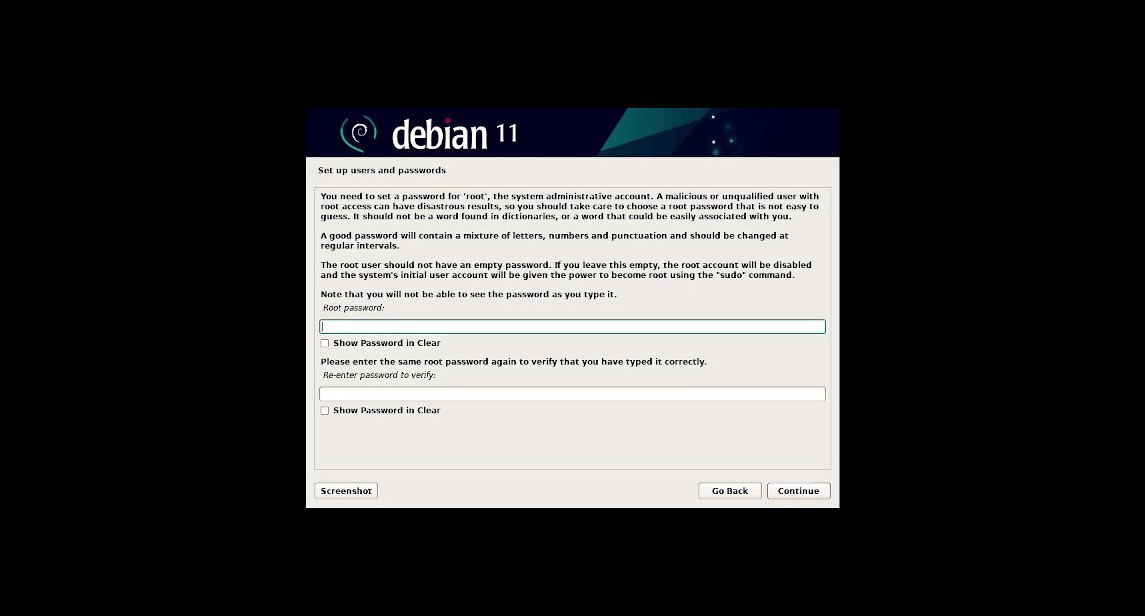 debian 11
Set up users and passwords
You need to set a password for 'root', the system administrative account. A malicious or unqualified user with
root access can have disastrous results, so you should take care to choose a root password that is not easy to
guess. It should not be a word found in dictionaries, or a word that could be easily associated with you.
A good password will contain a mixture of letters, numbers and punctuation and should be changed at
regular intervals.
The root user should not have an empty password. If you leave this empty, the root account will be disabled
and the system's initial user account will be given the power to become root using the "sudo" command.
Note that you will not be able to see the password as you type it.
Root password:
Show Password in Clear
Please enter the same root password again to verify that you have typed it correctly.
Re-enter password to verify:
Show Password in Clear
Screenshot
Go Back
Continue